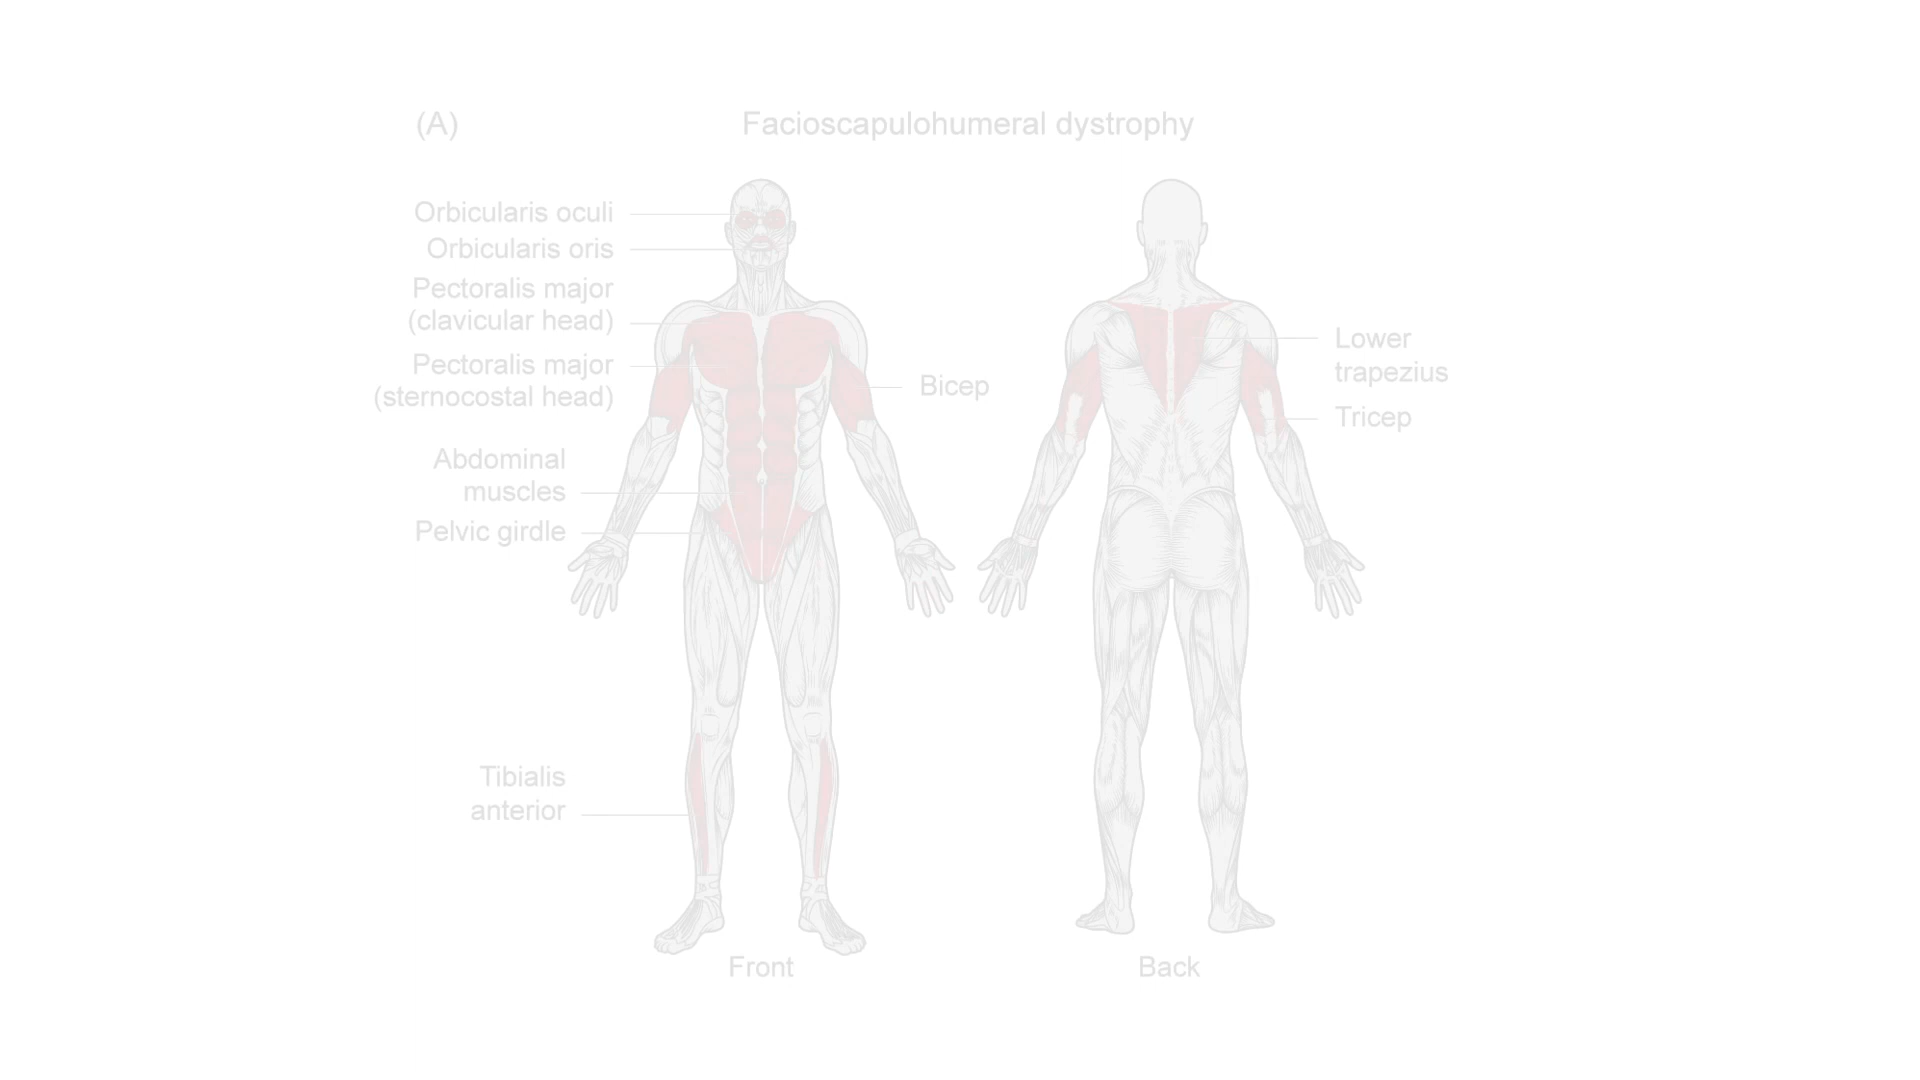 (A)
Facioscapulohumeral dystrophy
Orbicularis oculi
Orbicularis oris
Pectoralis major
(clavicular head)
Pectoralis major
(sternocostal head)
Bicep
Abdominal
muscles
Pelvic girdle
Tibialis
anterior
Front
Lower
trapezius
Tricep
Back